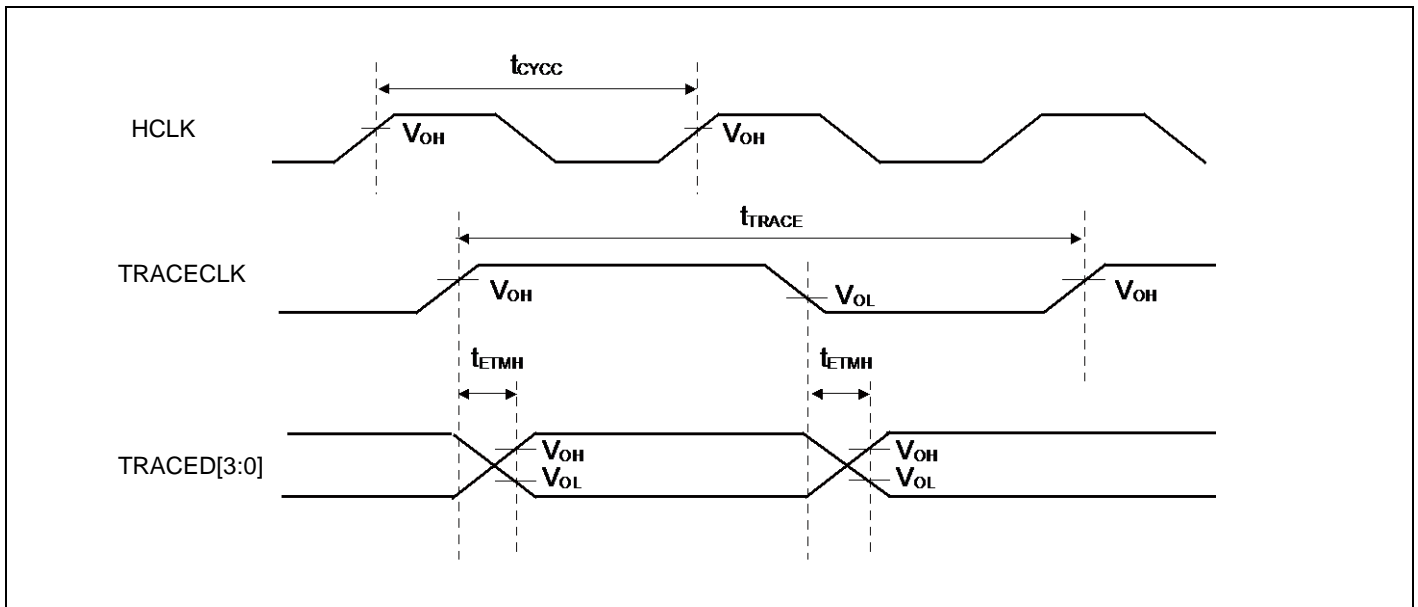 tCYCC
HCLK
VOH
VOH
tTRACE
TRACECLK
VOH
VOL
VOH
tETMH
tETMH
TRACED[3:0]
VOH
VOH
VOL
VOL